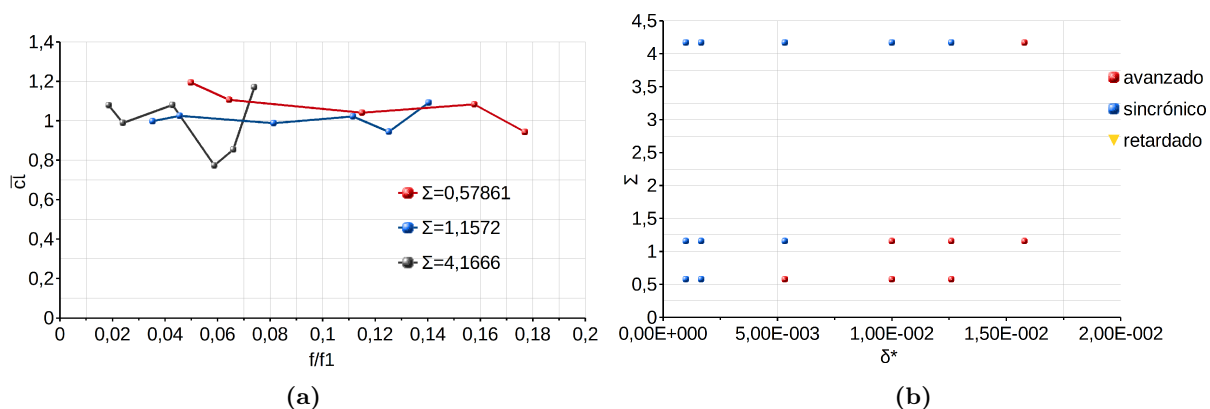 1,4
1,2
1
0,8
0,6
0,4
0,2
0
cl
0 0,02 0,04 0,06 0,08 0,1 0,12 0,14 0,16 0,18 0,2
f/f1
Σ=0,57861
Σ=1,1572
Σ=4,1666
(a)
4,5
4
3,5
3
2,5
2
1,5
1
0,5
0
Σ
0,00E+000 5,00E-003 1,00E-002 1,50E-002 2,00E-002
δ*
avanzado
sincrónico
retardado
(b)